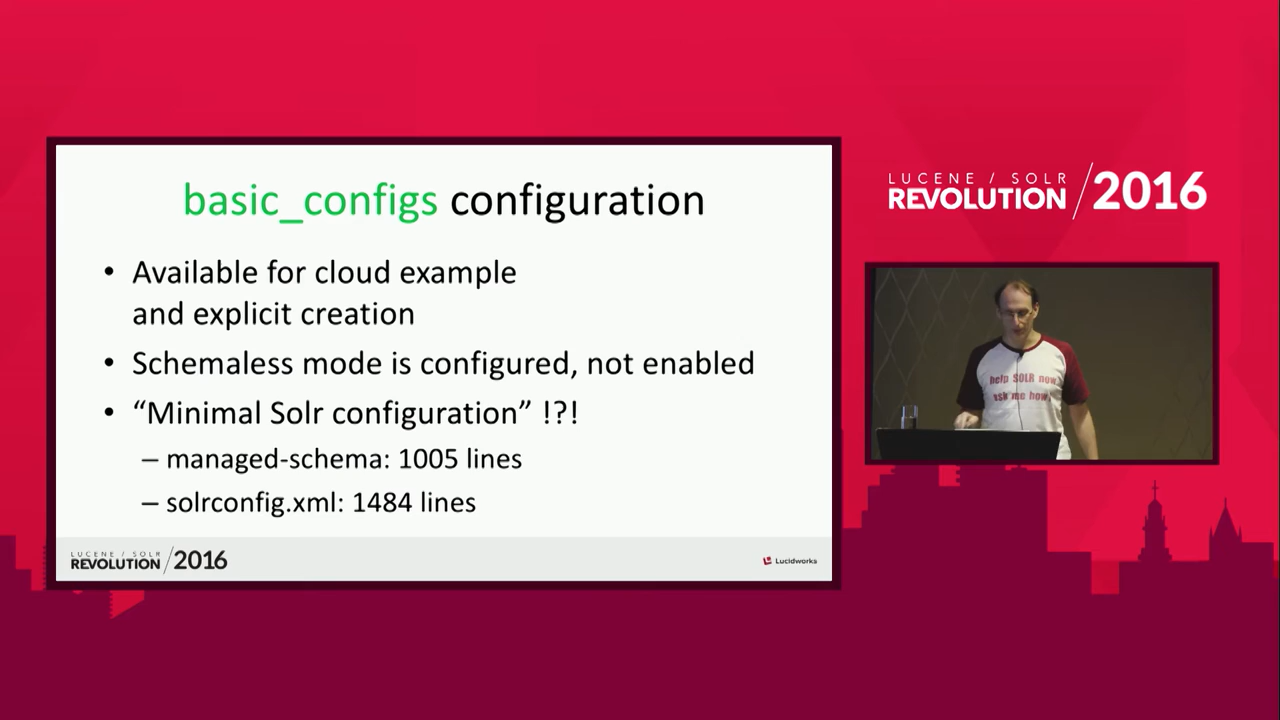 basic_configs configuration
• Available for cloud example
and explicit creation
• Schemaless mode is configured, not enabled
• “Minimal Solr configuration” !?!
– managed-schema: 1005 lines
– solrconfig.xml: 1484 lines
LUCENE / SOLR
REVOLUTION / 2016
Lucidworks
LUCENE / SOLR
REVOLUTION / 2016
help SOLR now
ask me how!